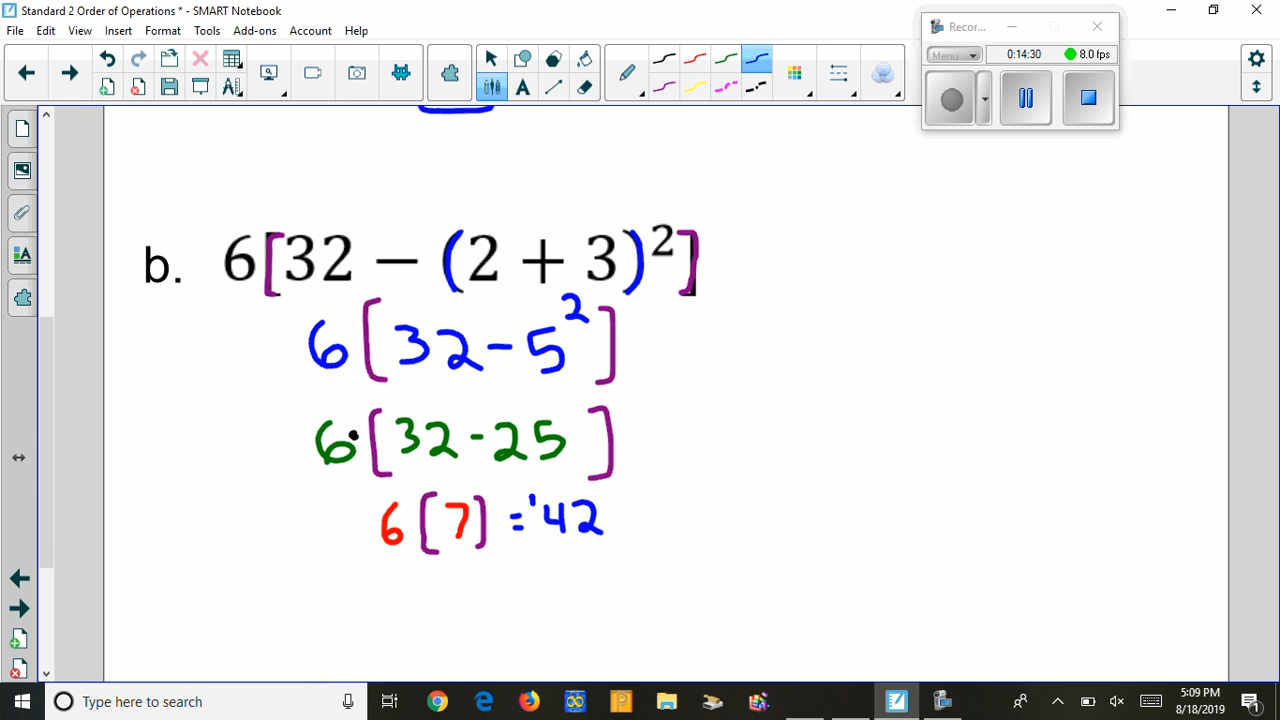 Standard 2 Order of Operations * - SMART Notebook
File Edit View Insert Format Tools Add-ons Account Help
Recor...
Menu 0:14:30 8.0 fps
b. 6[32 − (2 + 3)²]
6[32-5²]
6·[32-25]
6[7] = 42
Type here to search
5:09 PM
8/18/2019
1